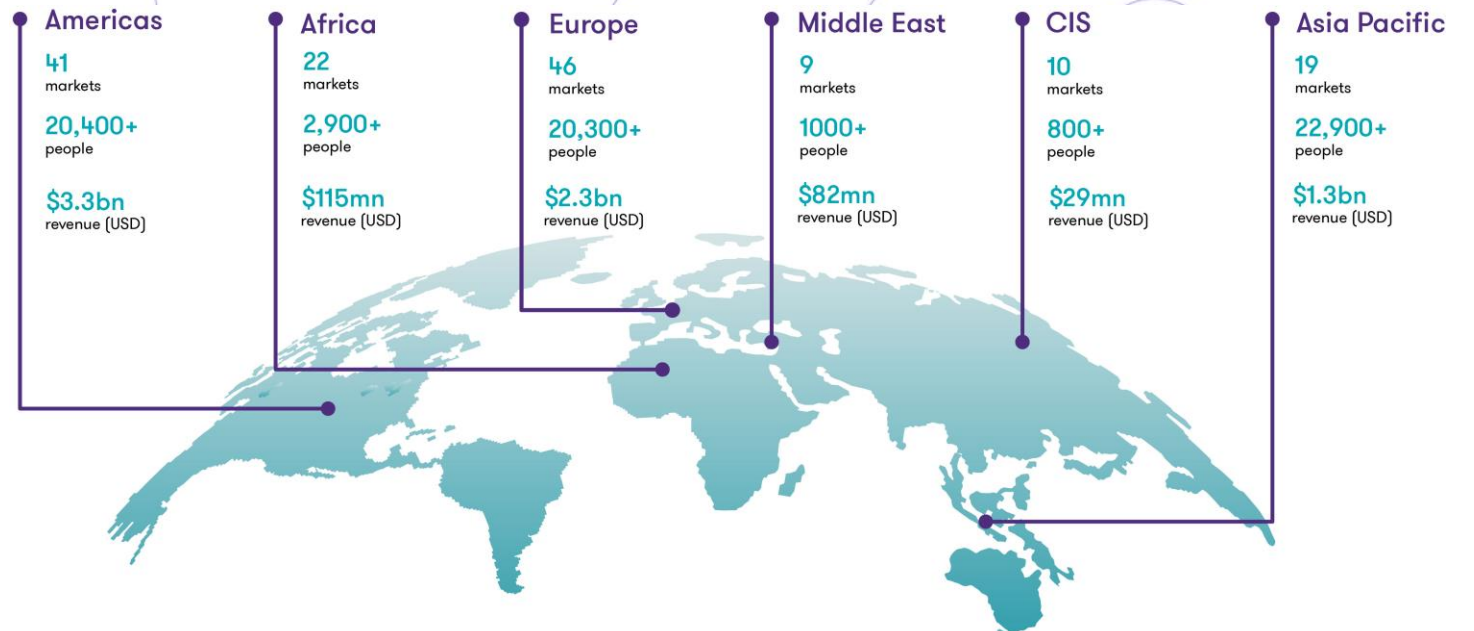 Americas
41
markets
20,400+
people
$3.3bn
revenue (USD)
Africa
22
markets
2,900+
people
$115mn
revenue (USD)
Europe
46
markets
20,300+
people
$2.3bn
revenue (USD)
Middle East
9
markets
1000+
people
$82mn
revenue (USD)
CIS
10
markets
800+
people
$29mn
revenue (USD)
Asia Pacific
19
markets
22,900+
people
$1.3bn
revenue (USD)